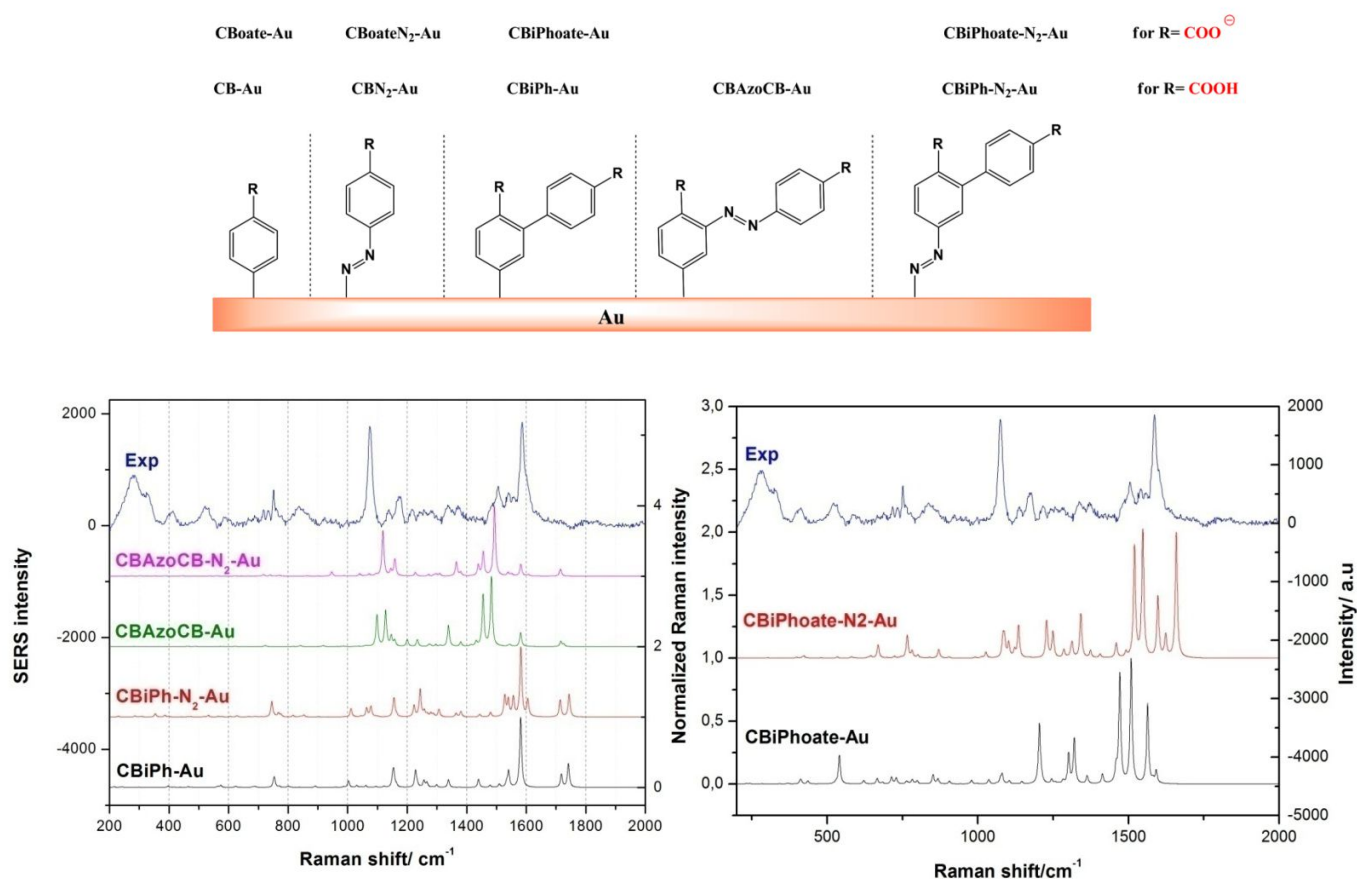 CBoate-Au CBoateN₂-Au CBiPhoate-Au CBiPhoate-N₂-Au for R= COO⊖
CB-Au CBN₂-Au CBiPh-Au CBAzoCB-Au CBiPh-N₂-Au for R= COOH
R R R R R R R R
N N N N N N
Au
SERS intensity
2000
0
-2000
-4000
Exp
CBAzoCB-N₂-Au
CBAzoCB-Au
CBiPh-N₂-Au
CBiPh-Au
4
2
0
200 400 600 800 1000 1200 1400 1600 1800 2000
Raman shift/ cm⁻¹
Normalized Raman intensity
3,0
2,5
2,0
1,5
1,0
0,5
0,0
Exp
CBiPhoate-N2-Au
CBiPhoate-Au
2000
1000
0
-1000
-2000
-3000
-4000
-5000
Intensity/ a.u
500 1000 1500 2000
Raman shift/cm⁻¹